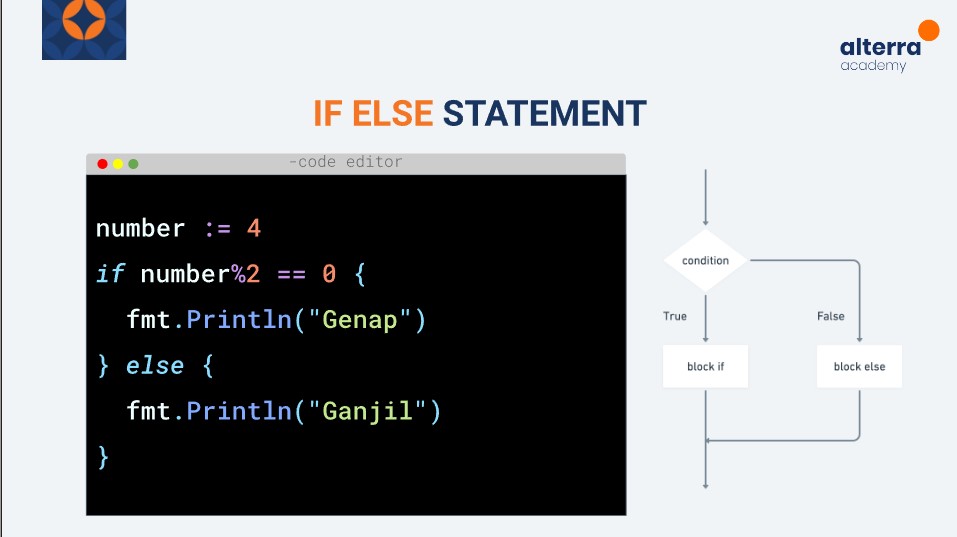 alterra
academy
IF ELSE STATEMENT
-code editor
number := 4
if number%2 == 0 {
  fmt.Println("Genap")
} else {
  fmt.Println("Ganjil")
}
condition
True
False
block if
block else